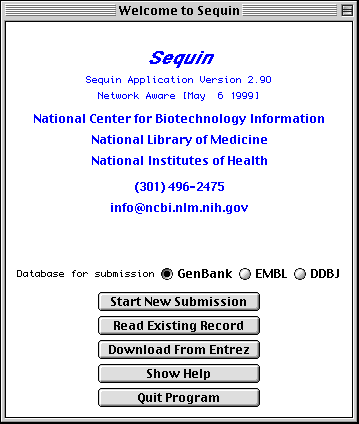 Welcome to Sequin
Sequin
Sequin Application Version 2.90
Network Aware [May  6 1999]
National Center for Biotechnology Information
National Library of Medicine
National Institutes of Health
(301) 496-2475
info@ncbi.nlm.nih.gov
Database for submission GenBank EMBL DDBJ
Start New Submission
Read Existing Record
Download From Entrez
Show Help
Quit Program